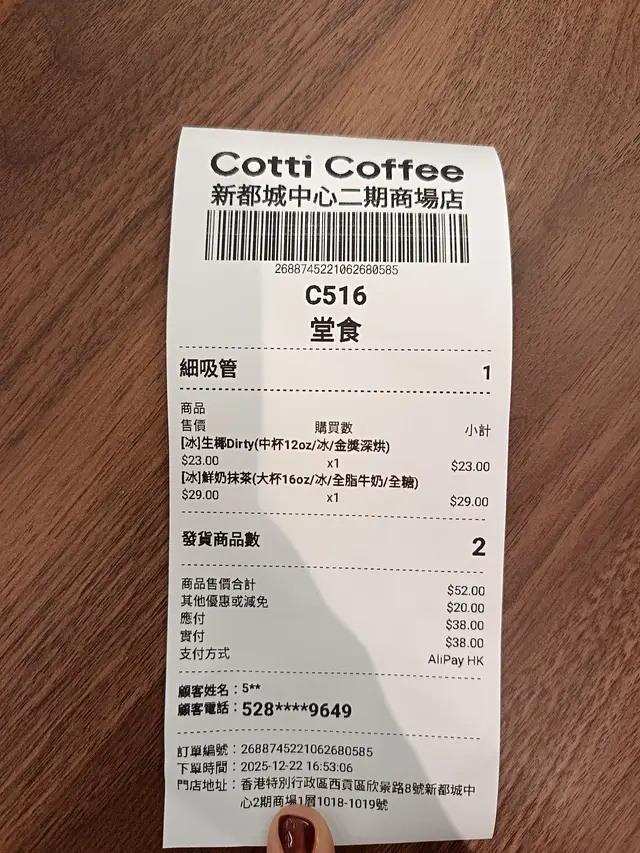 Cotti Coffee
新都城中心二期商場店
2688745221062680585
C516
堂食
細吸管 1
商品
售價 購買數 小計
[冰]生椰Dirty(中杯12oz/冰/金獎深烘)
$23.00 x1 $23.00
[冰]鮮奶抹茶(大杯16oz/冰/全脂牛奶/全糖)
$29.00 x1 $29.00
發貨商品數 2
商品售價合計 $52.00
其他優惠或減免 $20.00
應付 $38.00
實付 $38.00
支付方式 AliPay HK
顧客姓名：5**
顧客電話：528****9649
訂單編號：2688745221062680585
下單時間：2025-12-22 16:53:06
門店地址：香港特別行政區西貢區欣景路8號新都城中
心2期商場1層1018-1019號